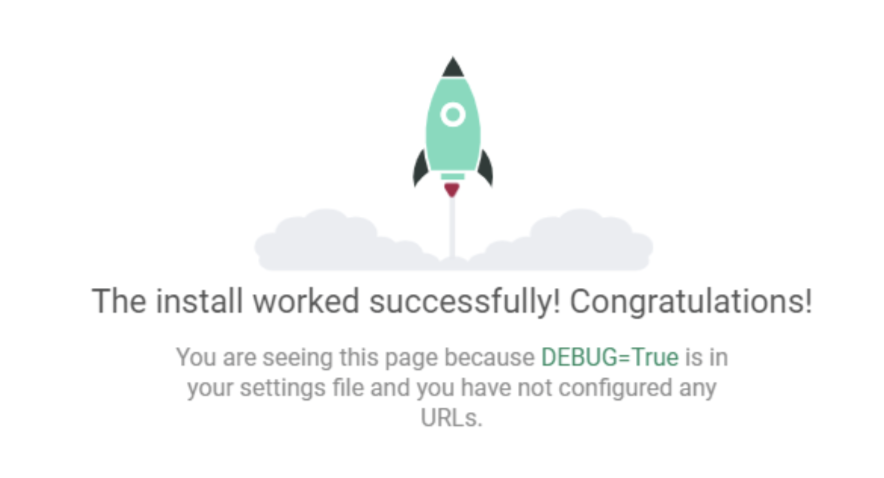 The install worked successfully! Congratulations!
You are seeing this page because DEBUG=True is in
your settings file and you have not configured any
URLs.